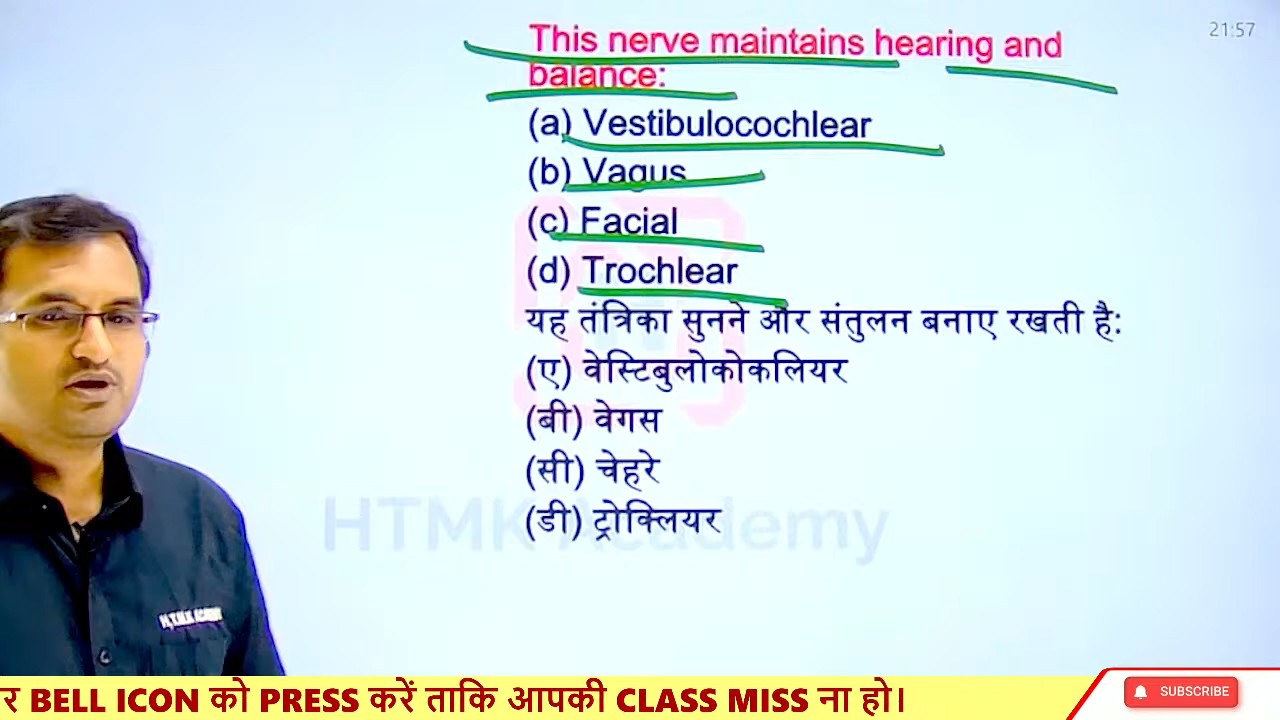 21:57
This nerve maintains hearing and
balance:
(a) Vestibulocochlear
(b) Vagus
(c) Facial
(d) Trochlear
यह तंत्रिका सुनने और संतुलन बनाए रखती है:
(ए) वेस्टिबुलोकोकलियर
(बी) वेगस
(सी) चेहरे
(डी) ट्रोक्लियर
HTMK Academy
H.T.M.K ACADEMY
र BELL ICON को PRESS करें ताकि आपकी CLASS MISS ना हो।
SUBSCRIBE